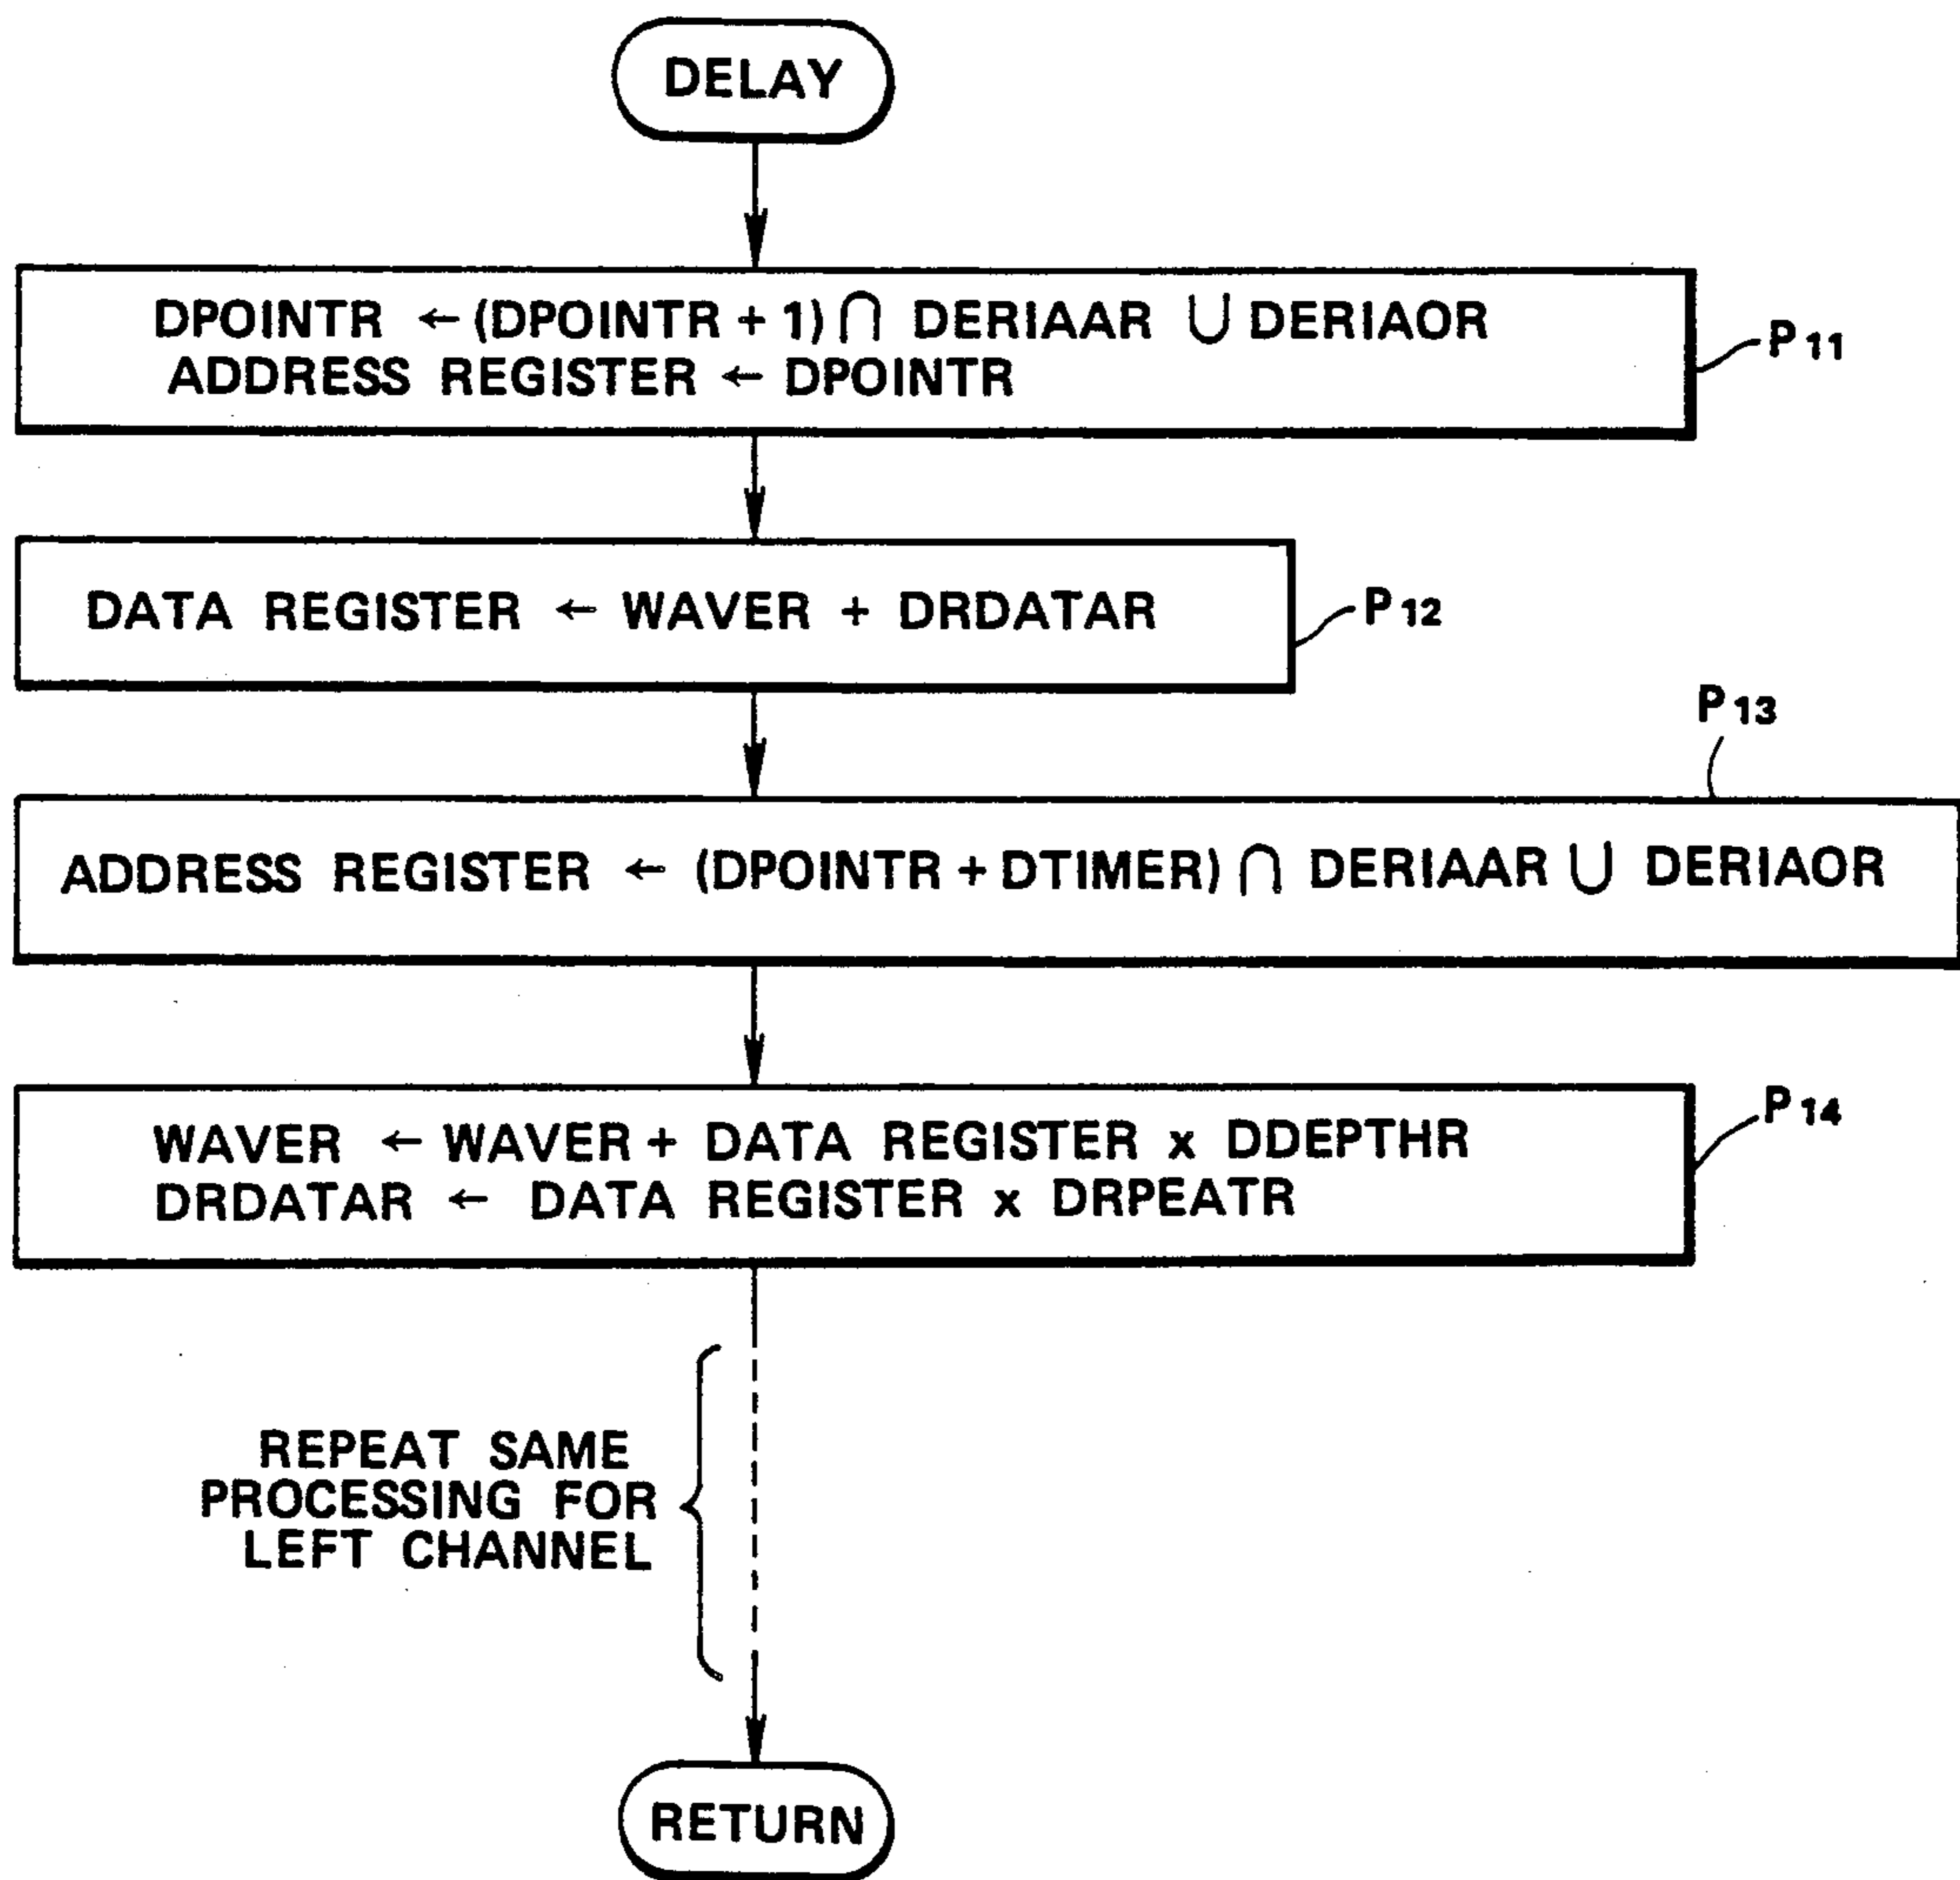 DELAY
DPOINTR ← (DPOINTR + 1) ∩ DERIAAR ∪ DERIAOR
ADDRESS REGISTER ← DPOINTR
P11
DATA REGISTER ← WAVER + DRDATAR
P12
P13
ADDRESS REGISTER ← (DPOINTR + DTIMER) ∩ DERIAAR ∪ DERIAOR
WAVER ← WAVER + DATA REGISTER x DDEPTHR
DRDATAR ← DATA REGISTER x DRPEATR
P14
REPEAT SAME
PROCESSING FOR
LEFT CHANNEL
RETURN